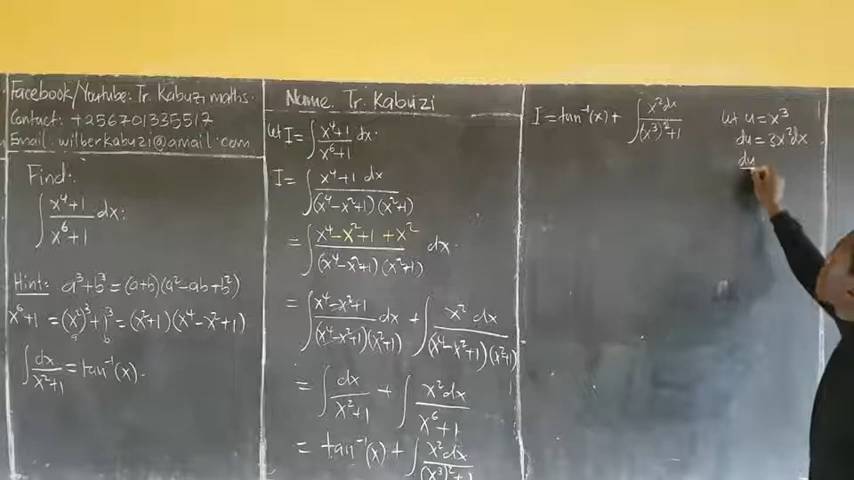 Facebook/Youtube: Tr. Kabuzi maths.
Contact: +256701335517
Email: wilberkabuzi@gmail.com
Find:
∫ (x⁴+1)/(x⁶+1) dx:
Hint: a³+b³ = (a+b)(a²-ab+b²)
x⁶+1 = (x²)³+1³ = (x²+1)(x⁴-x²+1)
a b
∫ dx/(x²+1) = tan⁻¹(x).
Name: Tr. Kabuzi
let I = ∫ (x⁴+1)/(x⁶+1) dx.
I = ∫ (x⁴+1 dx)/((x⁴-x²+1)(x²+1))
= ∫ (x⁴-x²+1+x²)/((x⁴-x²+1)(x²+1)) dx.
= ∫ (x⁴-x²+1)/((x⁴-x²+1)(x²+1)) + ∫ (x² dx)/((x⁴-x²+1)(x²+1))
= ∫ dx/(x²+1) + ∫ x²dx/(x⁶+1)
= tan⁻¹(x) + ∫ x²dx/((x³)²+1)
I = tan⁻¹(x) + ∫ x²dx/((x³)²+1)
let u = x³
du = 3x²dx
du